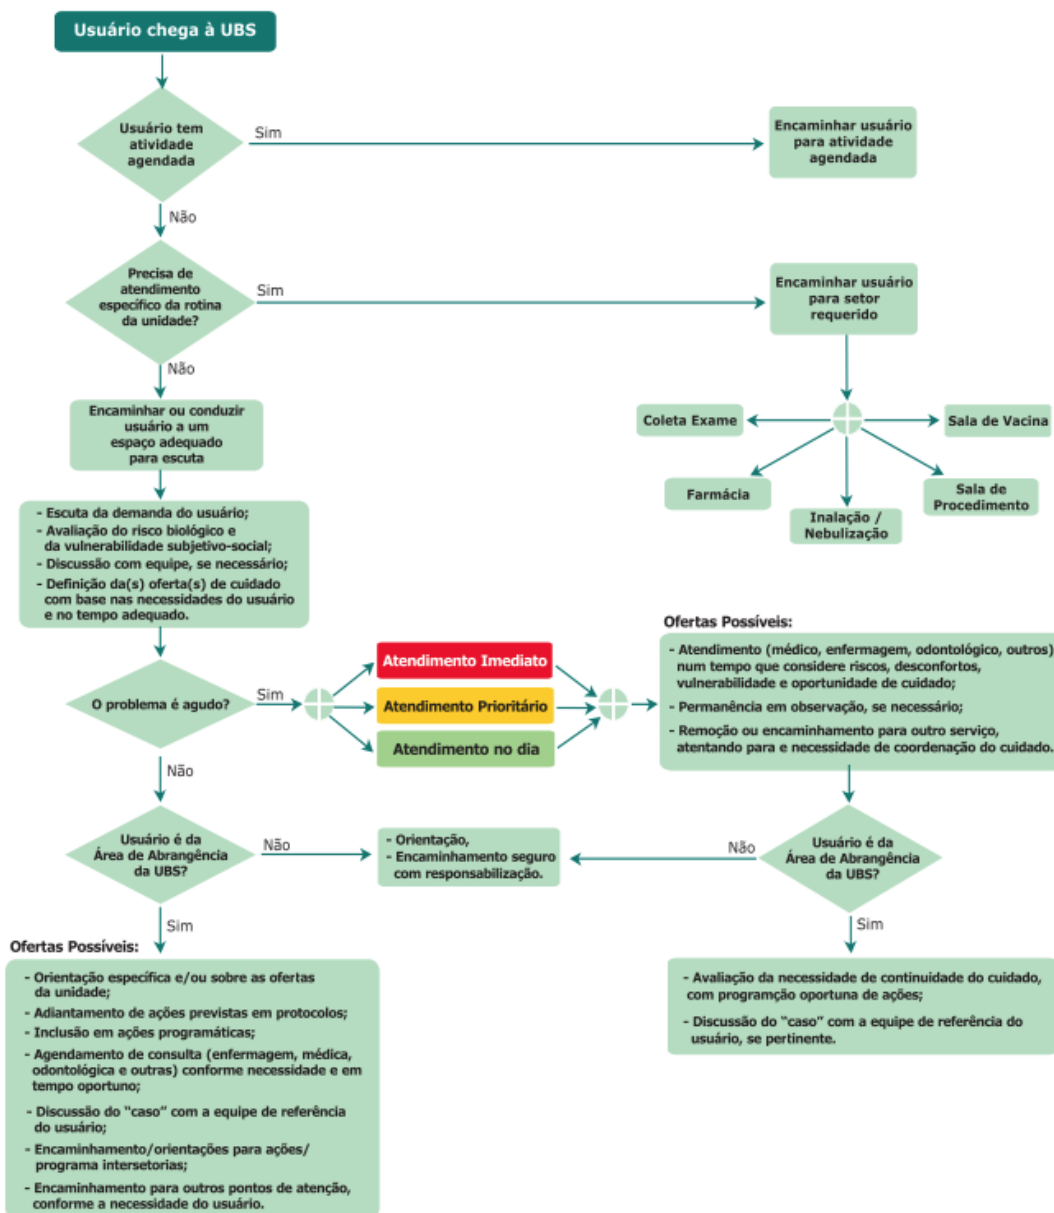 Usuário chega à UBS
Usuário tem
atividade
agendada
Sim
Encaminhar usuário
para atividade
agendada
Não
Precisa de
atendimento
específico da rotina
da unidade?
Sim
Encaminhar usuário
para setor
requerido
Não
Encaminhar ou conduzir
usuário a um
espaço adequado
para escuta
Coleta Exame
Sala de Vacina
Farmácia
Sala de
Procedimento
Inalação /
Nebulização
- Escuta da demanda do usuário;
- Avaliação do risco biológico e
da vulnerabilidade subjetivo-social;
- Discussão com equipe, se necessário;
- Definição da(s) oferta(s) de cuidado
com base nas necessidades do usuário
e no tempo adequado.
O problema é agudo?
Sim
Atendimento Imediato
Atendimento Prioritário
Atendimento no dia
Ofertas Possíveis:
- Atendimento (médico, enfermagem, odontológico, outros)
num tempo que considere riscos, desconfortos,
vulnerabilidade e oportunidade de cuidado;
- Permanência em observação, se necessário;
- Remoção ou encaminhamento para outro serviço,
atentando para e necessidade de coordenação do cuidado.
Não
Usuário é da
Área de Abrangência
da UBS?
Não
- Orientação,
- Encaminhamento seguro
com responsabilização.
Não
Usuário é da
Área de Abrangência
da UBS?
Sim
Sim
Ofertas Possíveis:
- Orientação específica e/ou sobre as ofertas
da unidade;
- Adiantamento de ações previstas em protocolos;
- Inclusão em ações programáticas;
- Agendamento de consulta (enfermagem, médica,
odontológica e outras) conforme necessidade e em
tempo oportuno;
- Discussão do "caso" com a equipe de referência
do usuário;
- Encaminhamento/orientações para ações/
programa intersetorias;
- Encaminhamento para outros pontos de atenção,
conforme a necessidade do usuário.
- Avaliação da necessidade de continuidade do cuidado,
com programção oportuna de ações;
- Discussão do "caso" com a equipe de referência do
usuário, se pertinente.